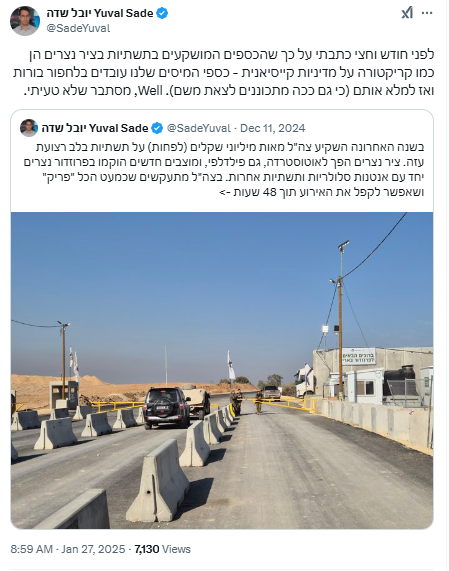 יובל שדה Yuval Sade
@SadeYuval
לפני חודש וחצי כתבתי על כך שהכספים המושקעים בתשתיות בציר נצרים הן
כמו קריקטורה על מדיניות קייסיאנית - כספי המיסים שלנו עובדים בלחפור בורות
ואז למלא אותם (כי גם ככה מתכוננים לצאת משם). Well, מסתבר שלא טעיתי.
יובל שדה Yuval Sade @SadeYuval · Dec 11, 2024
בשנה האחרונה השקיע צה"ל מאות מיליוני שקלים (לפחות) על תשתיות בלב רצועת
עזה. ציר נצרים הפך לאוטוסטרדה, גם פילדלפי, ומוצבים חדשים הוקמו בפרוזדור נצרים
יחד עם אנטנות סלולריות ותשתיות אחרות. בצה"ל מתעקשים שכמעט הכל "פריק"
ושאפשר לקפל את האירוע תוך 48 שעות ->
ברוכים הבאים
8:59 AM · Jan 27, 2025 · 7,130 Views